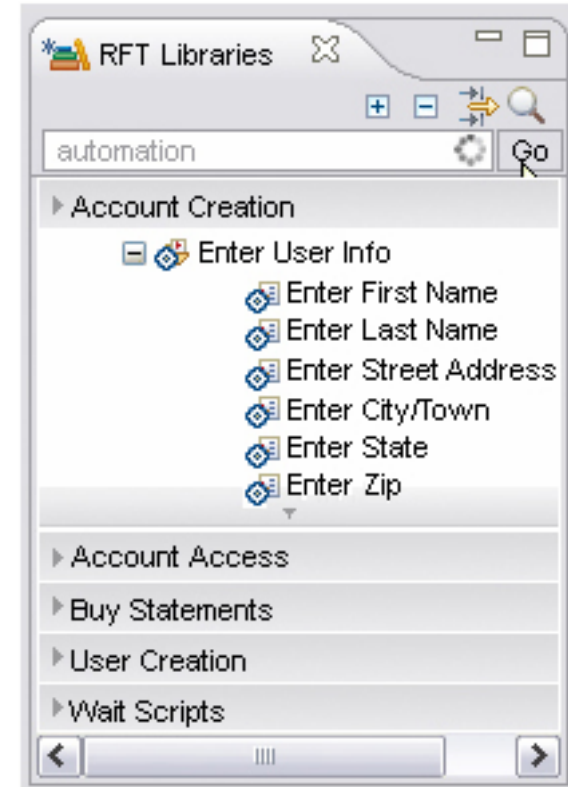 RFT Libraries
automation
Go
Account Creation
Enter User Info
Enter First Name
Enter Last Name
Enter Street Address
Enter City/Town
Enter State
Enter Zip
Account Access
Buy Statements
User Creation
Wait Scripts